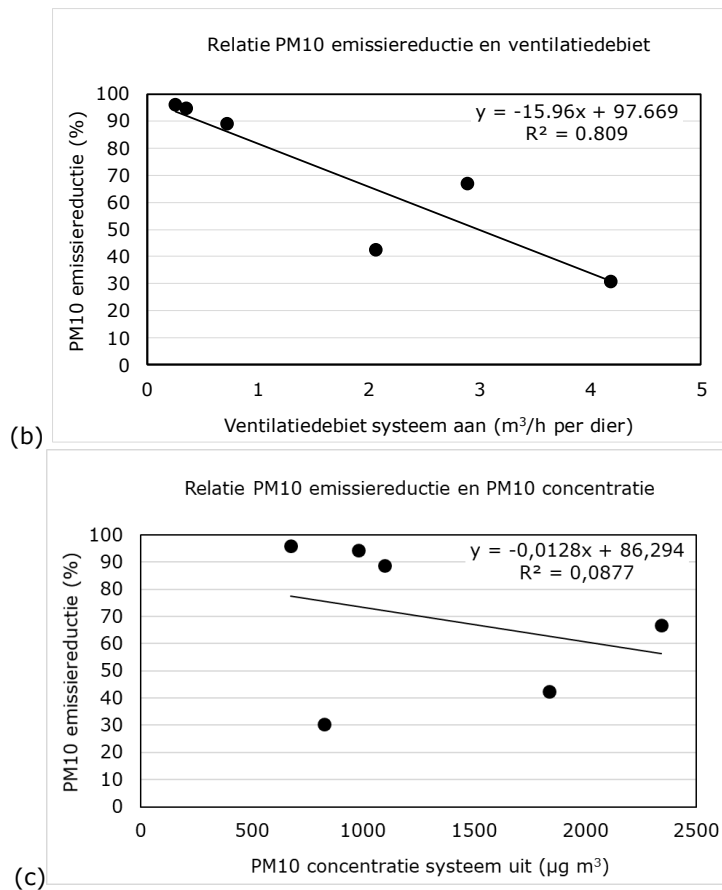 Relatie PM10 emissiereductie en ventilatiedebiet
y = -15.96x + 97.669
R² = 0.809
PM10 emissiereductie (%)
100
90
80
70
60
50
40
30
20
10
0
0 1 2 3 4 5
Ventilatiedebiet systeem aan (m³/h per dier)
(b)
Relatie PM10 emissiereductie en PM10 concentratie
y = -0,0128x + 86,294
R² = 0,0877
PM10 emissiereductie (%)
100
90
80
70
60
50
40
30
20
10
0
0 500 1000 1500 2000 2500
PM10 concentratie systeem uit (µg m³)
(c)